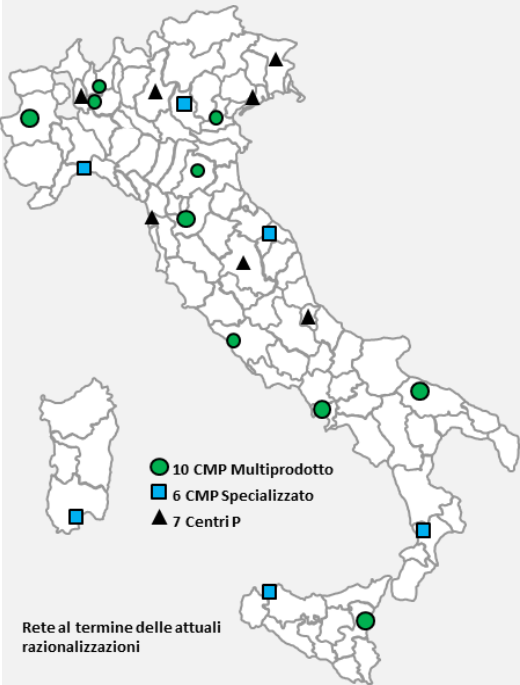 10 CMP Multiprodotto
6 CMP Specializzato
7 Centri P
Rete al termine delle attuali
razionalizzazioni